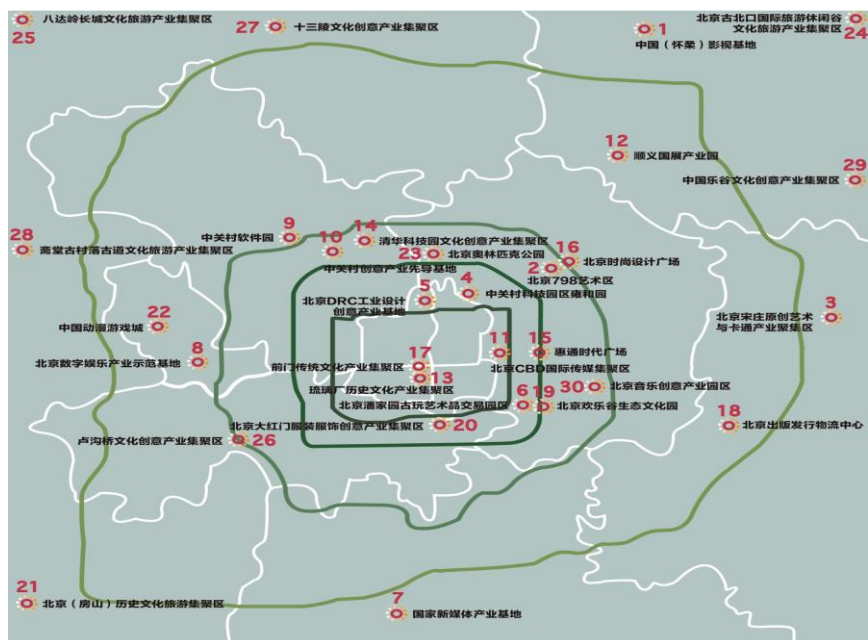 八达岭长城文化旅游产业集聚区
25
27
十三陵文化创意产业集聚区
1
中国（怀柔）影视基地
北京古北口国际旅游休闲谷
文化旅游产业集聚区
24
12
顺义国展产业园
29
中国乐谷文化创意产业集聚区
28
斋堂古村落古道文化旅游产业集聚区
9
中关村软件园
10
中关村创意产业先导基地
14
清华科技园文化创意产业集聚区
23
北京奥林匹克公园
16
北京时尚设计广场
2
北京798艺术区
4
中关村科技园区雍和园
5
北京DRC工业设计
创意产业基地
3
北京宋庄原创艺术
与卡通产业聚集区
22
中国动漫游戏城
8
北京数字娱乐产业示范基地
17
前门传统文化产业集聚区
13
琉璃厂历史文化产业集聚区
11
北京CBD国际传媒集聚区
15
惠通时代广场
30
北京音乐创意产业园区
6
北京潘家园古玩艺术品交易园区
19
北京欢乐谷生态文化园
18
北京出版发行物流中心
20
北京大红门服装服饰创意产业集聚区
26
卢沟桥文化创意产业集聚区
21
北京（房山）历史文化旅游集聚区
7
国家新媒体产业基地